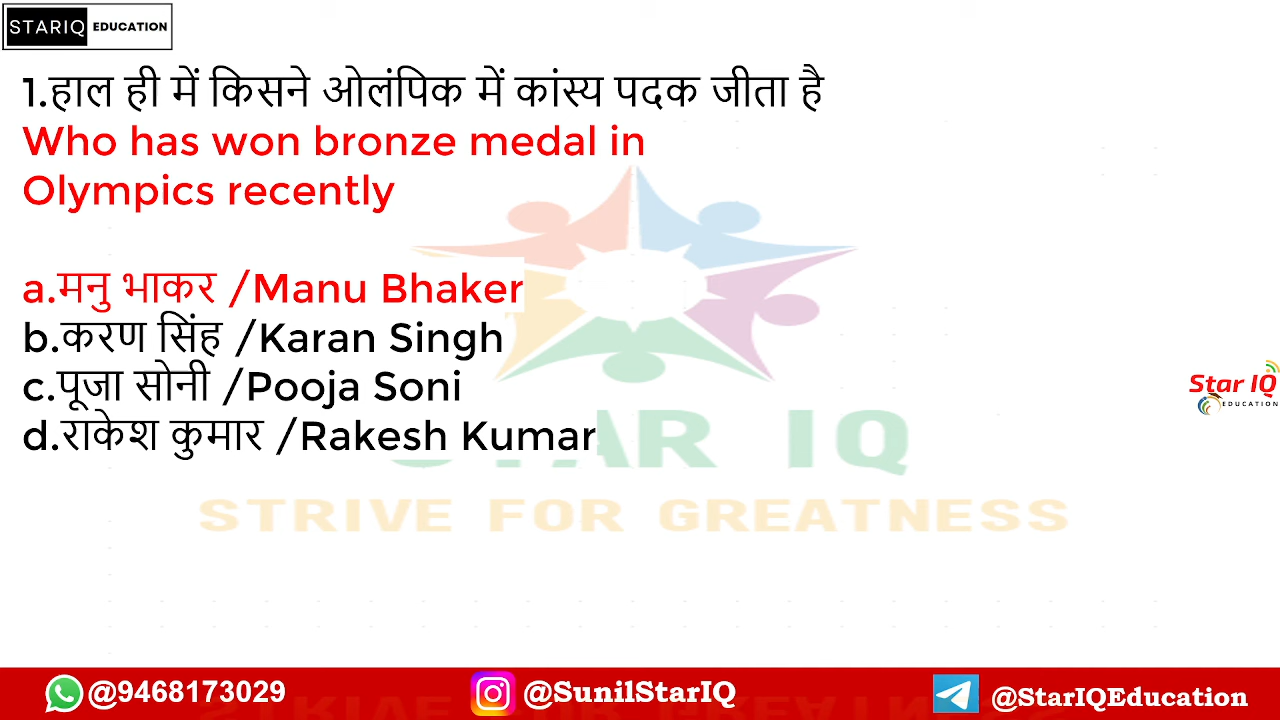 STARIQ EDUCATION
1.हाल ही में किसने ओलंपिक में कांस्य पदक जीता है
Who has won bronze medal in
Olympics recently
a.मनु भाकर /Manu Bhaker
b.करण सिंह /Karan Singh
c.पूजा सोनी /Pooja Soni
d.राकेश कुमार /Rakesh Kumar
Star IQ
EDUCATION
STAR IQ
STRIVE FOR GREATNESS
@9468173029 @SunilStarIQ @StarIQEducation